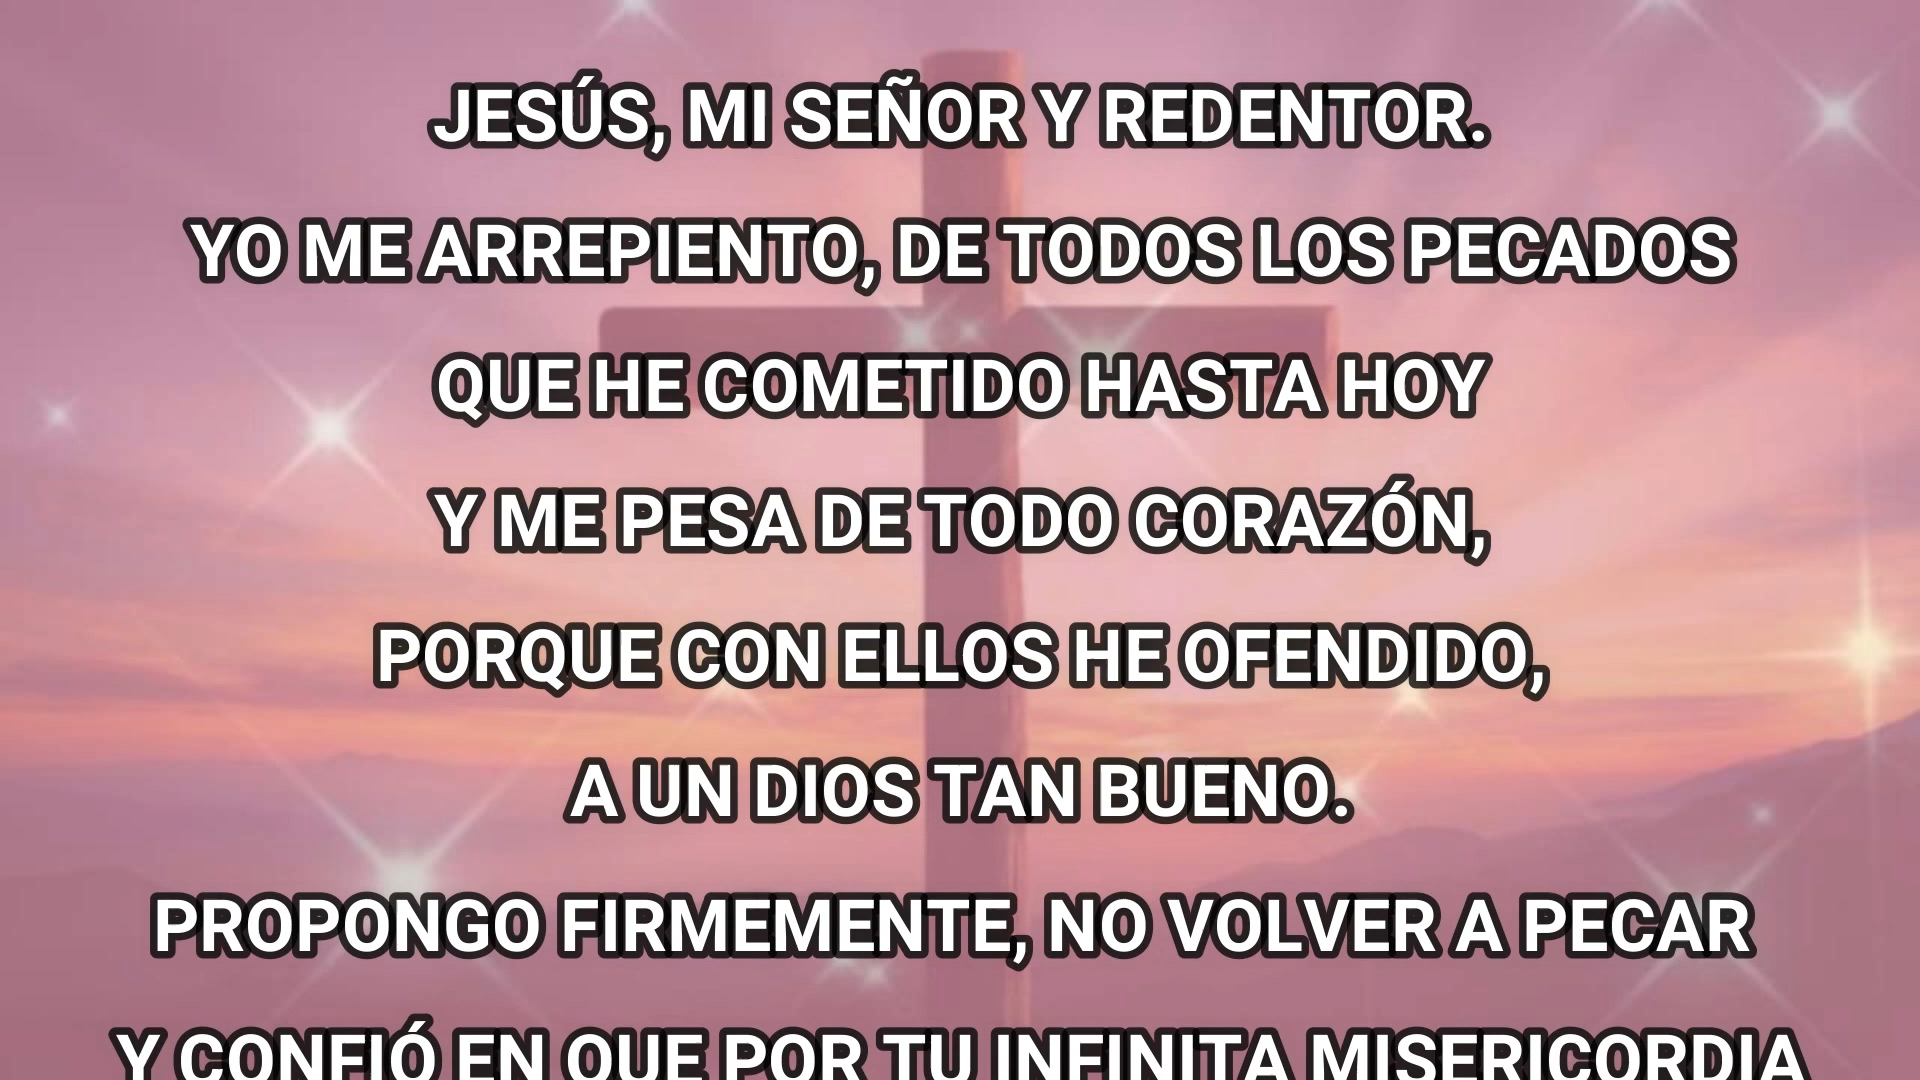 JESÚS, MI SEÑOR Y REDENTOR.
YO ME ARREPIENTO, DE TODOS LOS PECADOS
QUE HE COMETIDO HASTA HOY
Y ME PESA DE TODO CORAZÓN,
PORQUE CON ELLOS HE OFENDIDO,
A UN DIOS TAN BUENO.
PROPONGO FIRMEMENTE, NO VOLVER A PECAR
Y CONFIÓ EN QUE POR TU INFINITA MISERICORDIA